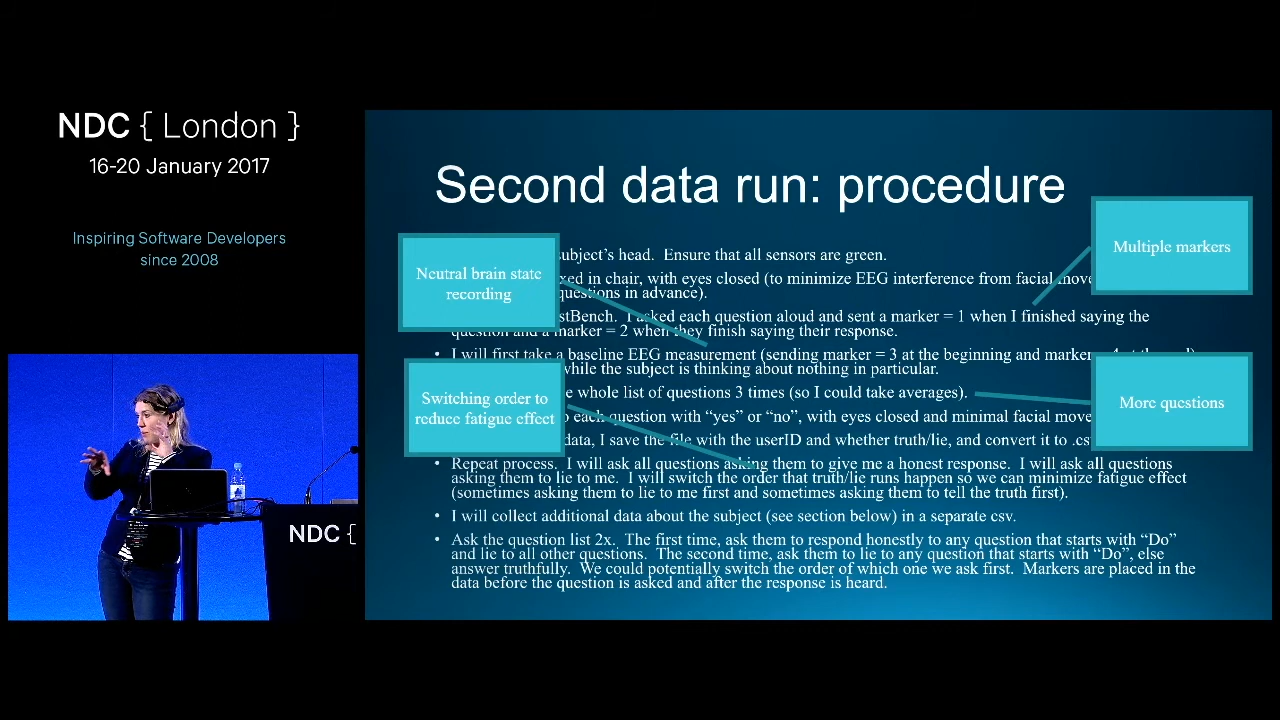 NDC { London }
16-20 January 2017
Inspiring Software Developers
since 2008
NDC {
Second data run: procedure
Multiple markers
Neutral brain state
recording
Switching order to
reduce fatigue effect
More questions
subject's head. Ensure that all sensors are green.
in chair, with eyes closed (to minimize EEG interference from facial
questions in advance).
I asked each question aloud and sent a marker = 1 when I finished saying the
question and a marker = 2 when they finish saying their response.
• I will first take a baseline EEG measurement (sending marker = 3 at the beginning and marker
while the subject is thinking about nothing in particular.
whole list of questions 3 times (so I could take averages).
each question with "yes" or "no", with eyes closed and minimal facial
data, I save the file with the userID and whether truth/lie, and convert it to
• Repeat process. I will ask all questions asking them to give me a honest response. I will ask all questions
asking them to lie to me. I will switch the order that truth/lie runs happen so we can minimize fatigue effect
(sometimes asking them to lie to me first and sometimes asking them to tell the truth first).
• I will collect additional data about the subject (see section below) in a separate csv.
• Ask the question list 2x. The first time, ask them to respond honestly to any question that starts with "Do"
and lie to all other questions. The second time, ask them to lie to any question that starts with "Do", else
answer truthfully. We could potentially switch the order of which one we ask first. Markers are placed in the
data before the question is asked and after the response is heard.